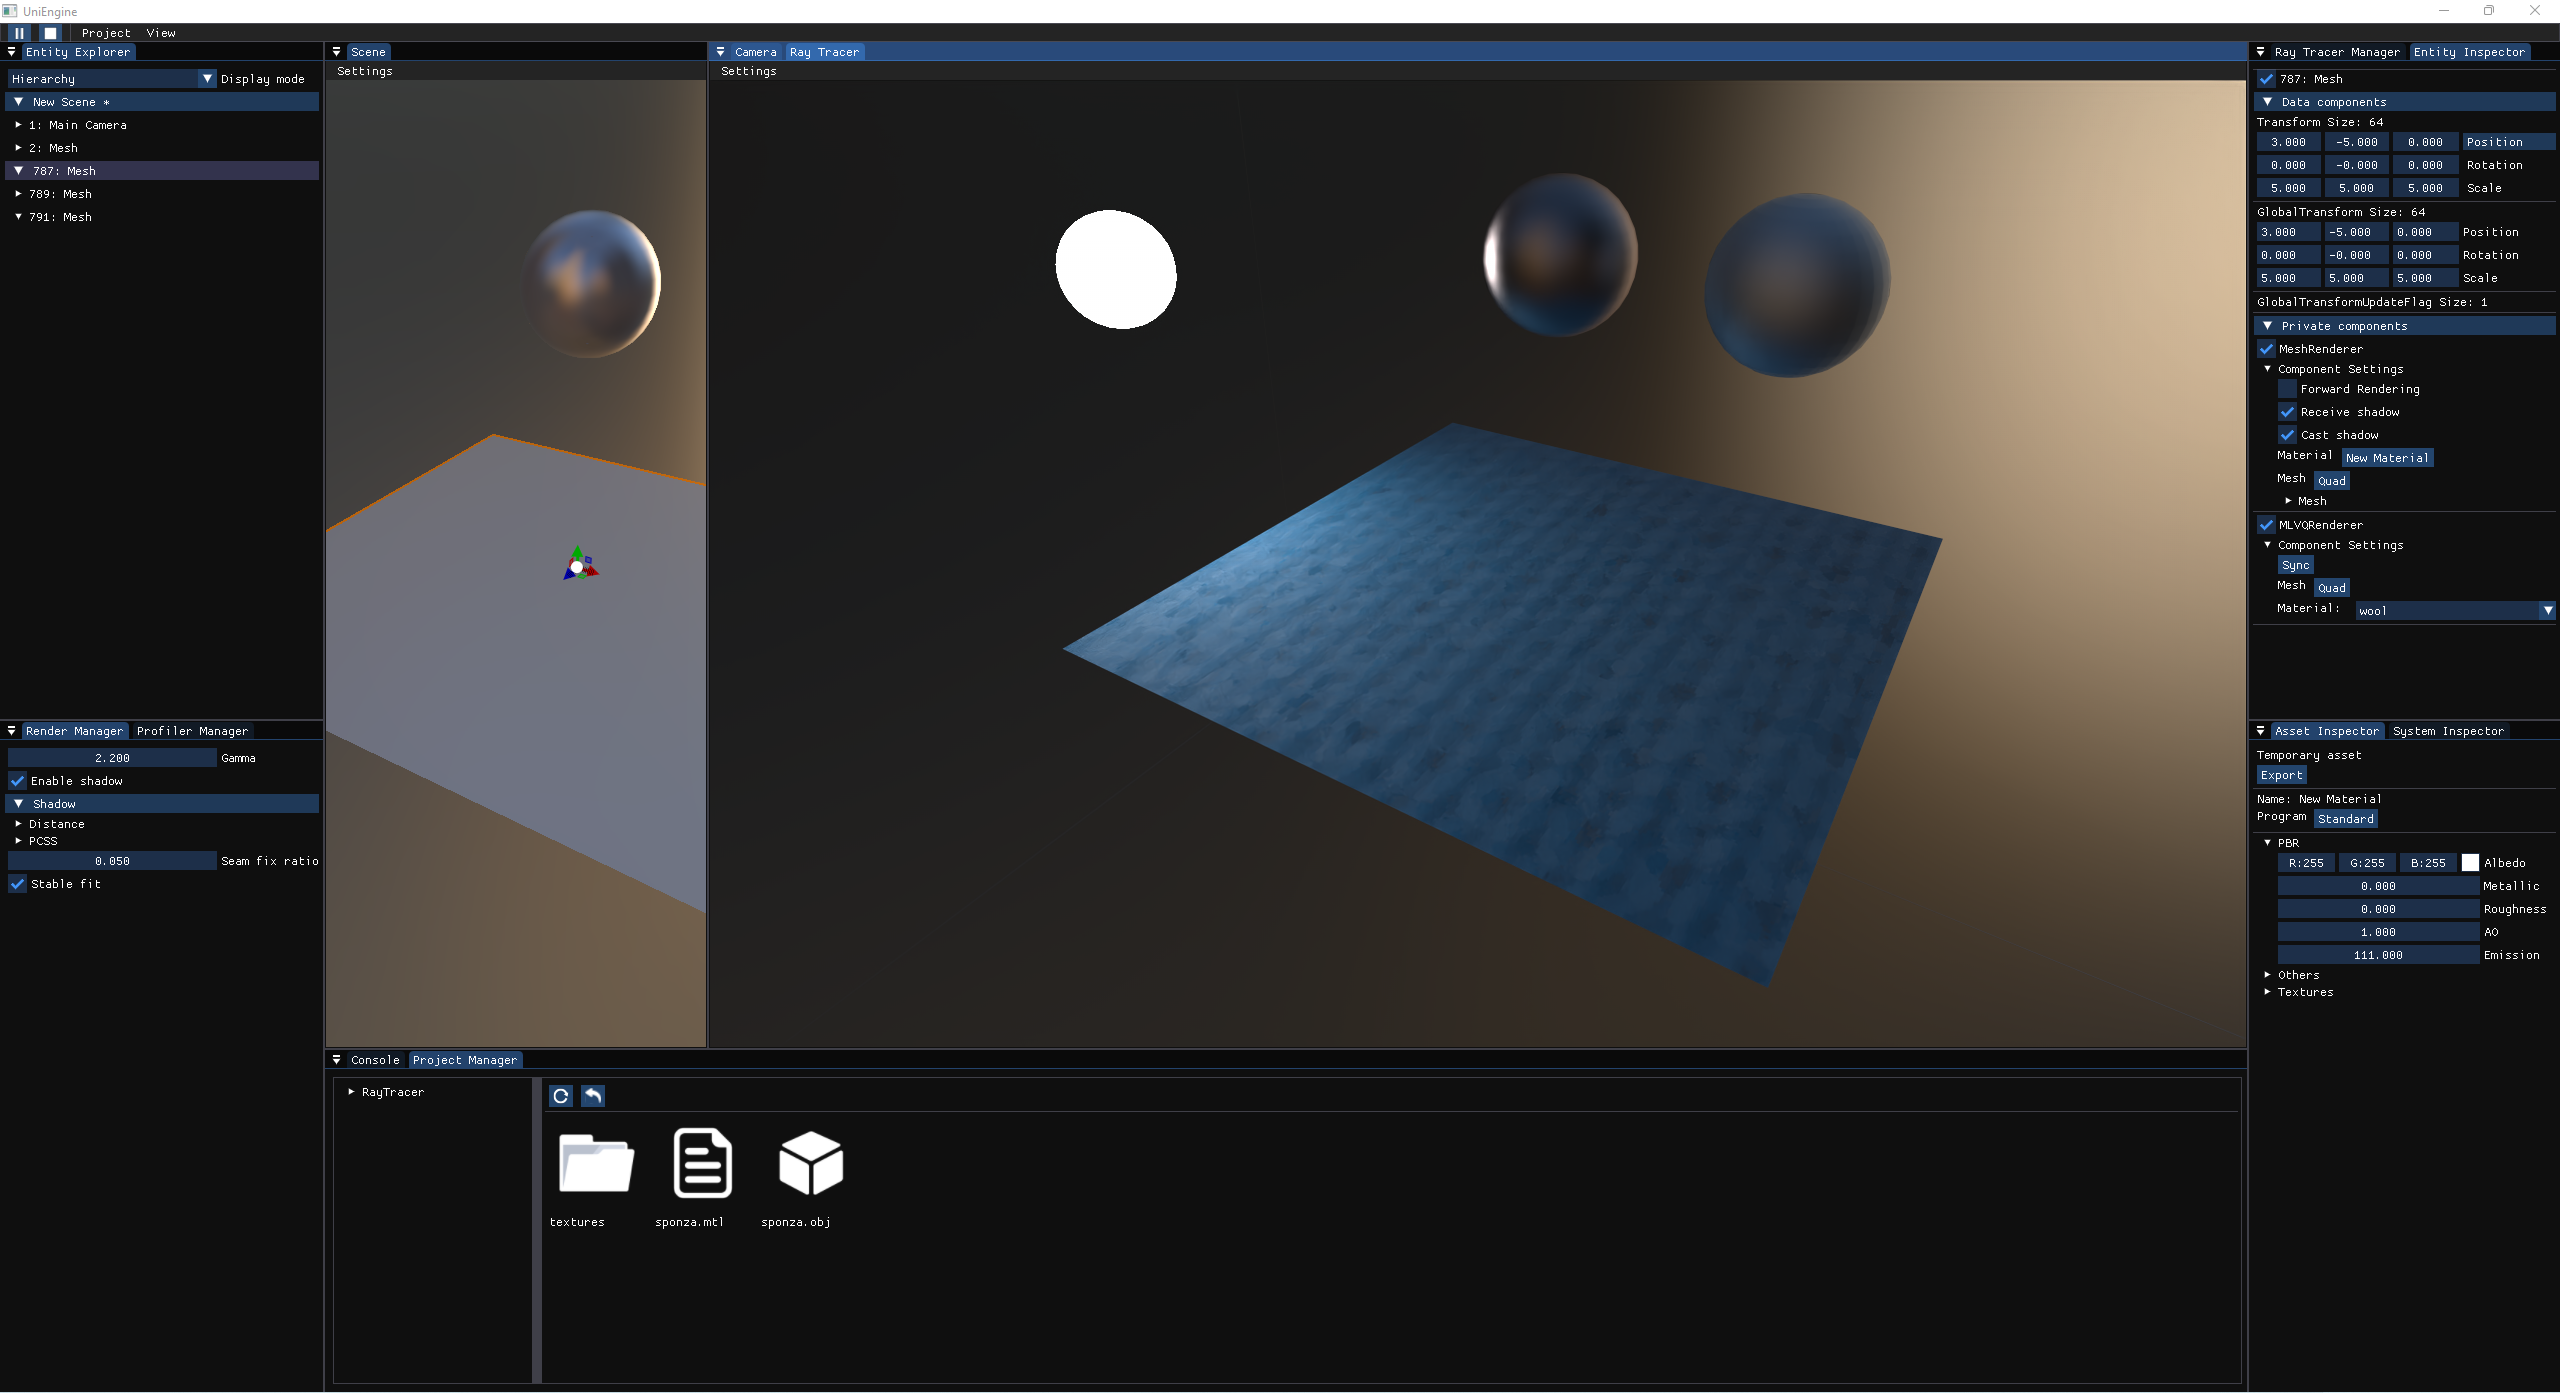 UniEngine
Project View
Entity Explorer
Hierarchy Display mode
New Scene *
1: Main Camera
2: Mesh
787: Mesh
789: Mesh
791: Mesh
Render Manager Profiler Manager
2.200 Gamma
Enable shadow
Shadow
Distance
PCSS
0.050 Seam fix ratio
Stable fit
Scene
Settings
Camera Ray Tracer
Settings
Console Project Manager
RayTracer
textures sponza.mtl sponza.obj
Ray Tracer Manager Entity Inspector
787: Mesh
Data components
Transform Size: 64
3.000 -5.000 0.000 Position
0.000 -0.000 0.000 Rotation
5.000 5.000 5.000 Scale
GlobalTransform Size: 64
3.000 -5.000 0.000 Position
0.000 -0.000 0.000 Rotation
5.000 5.000 5.000 Scale
GlobalTransformUpdateFlag Size: 1
Private components
MeshRenderer
Component Settings
Forward Rendering
Receive shadow
Cast shadow
Material New Material
Mesh Quad
Mesh
MLVQRenderer
Component Settings
Sync
Mesh Quad
Material: wool
Asset Inspector System Inspector
Temporary asset
Export
Name: New Material
Program Standard
PBR
R:255 G:255 B:255 Albedo
0.000 Metallic
0.000 Roughness
1.000 AO
111.000 Emission
Others
Textures